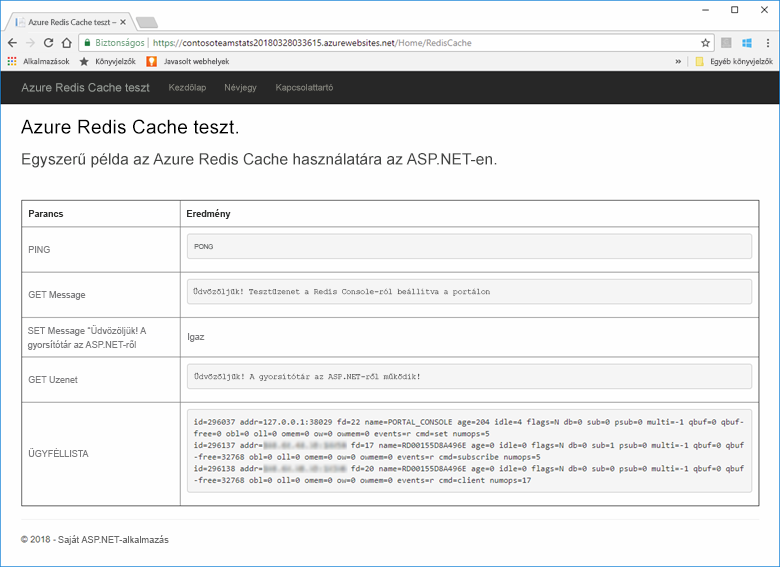 Azure Redis Cache teszt –
Biztonságos
https://contosoteamstats20180328033615.azurewebsites.net/Home/RedisCache
Alkalmazások Könyvjelzők Javasolt webhelyek » Egyéb könyvjelzők
Azure Redis Cache teszt Kezdőlap Névjegy Kapcsolattartó
Azure Redis Cache teszt.
Egyszerű példa az Azure Redis Cache használatára az ASP.NET-en.
Parancs Eredmény
PING PONG
GET Message Üdvözöljük! Tesztüzenet a Redis Console-ról beállítva a portálon
SET Message "Üdvözöljük! A
gyorsítótár az ASP.NET-ről
Igaz
GET Uzenet Üdvözöljük! A gyorsítótár az ASP.NET-ről működik!
ÜGYFÉLLISTA
id=296037 addr=127.0.0.1:38029 fd=22 name=PORTAL_CONSOLE age=204 idle=4 flags=N db=0 sub=0 psub=0 multi=-1 qbuf=0 qbuf-
free=0 obl=0 oll=0 omem=0 ow=0 owmem=0 events=r cmd=set numops=5
id=296137 addr= fd=17 name=RD00155D8A496E age=0 idle=0 flags=N db=0 sub=1 psub=0 multi=-1 qbuf=0 qbuf
-free=32768 obl=0 oll=0 omem=0 ow=0 owmem=0 events=r cmd=subscribe numops=5
id=296138 addr= fd=20 name=RD00155D8A496E age=0 idle=0 flags=N db=0 sub=0 psub=0 multi=-1 qbuf=0 qbuf
-free=32768 obl=0 oll=0 omem=0 ow=0 owmem=0 events=r cmd=client numops=17
© 2018 - Saját ASP.NET-alkalmazás